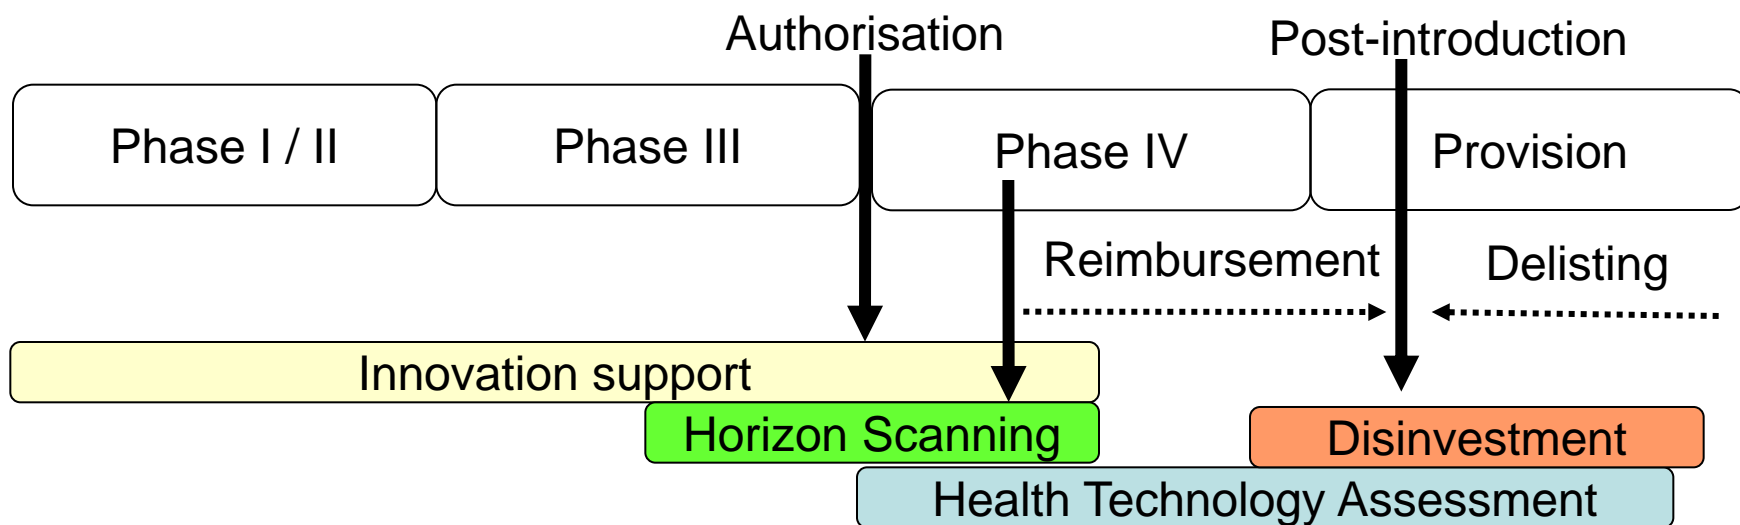 Authorisation
Post-introduction
Phase I / II
Phase III
Phase IV
Provision
Reimbursement
Delisting
Innovation support
Horizon Scanning
Disinvestment
Health Technology Assessment